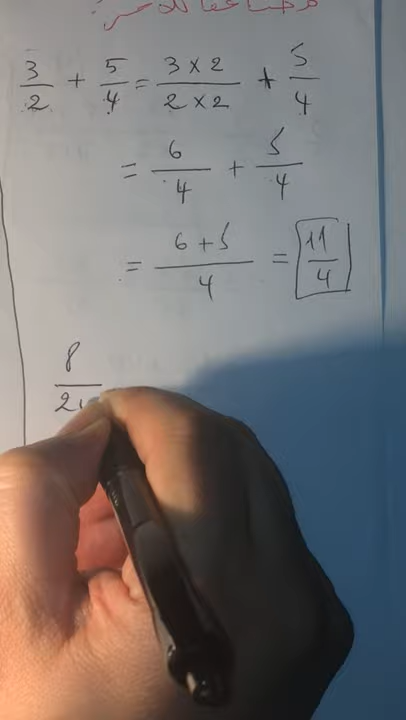 3/2 + 5/4 = 3 x 2/2 x 2 + 5/4
= 6/4 + 5/4
= 6 + 5/4 = 11/4
8/2